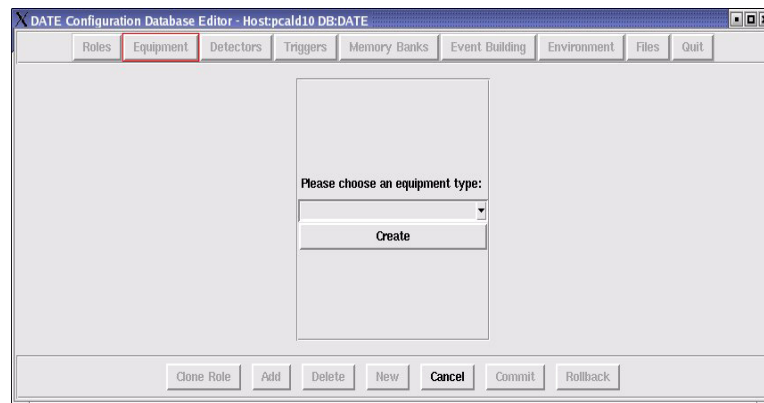 DATE Configuration Database Editor - Host:pcald10 DB:DATE
Roles Equipment Detectors Triggers Memory Banks Event Building Environment Files Quit
Please choose an equipment type:
Create
Clone Role Add Delete New Cancel Commit Rollback